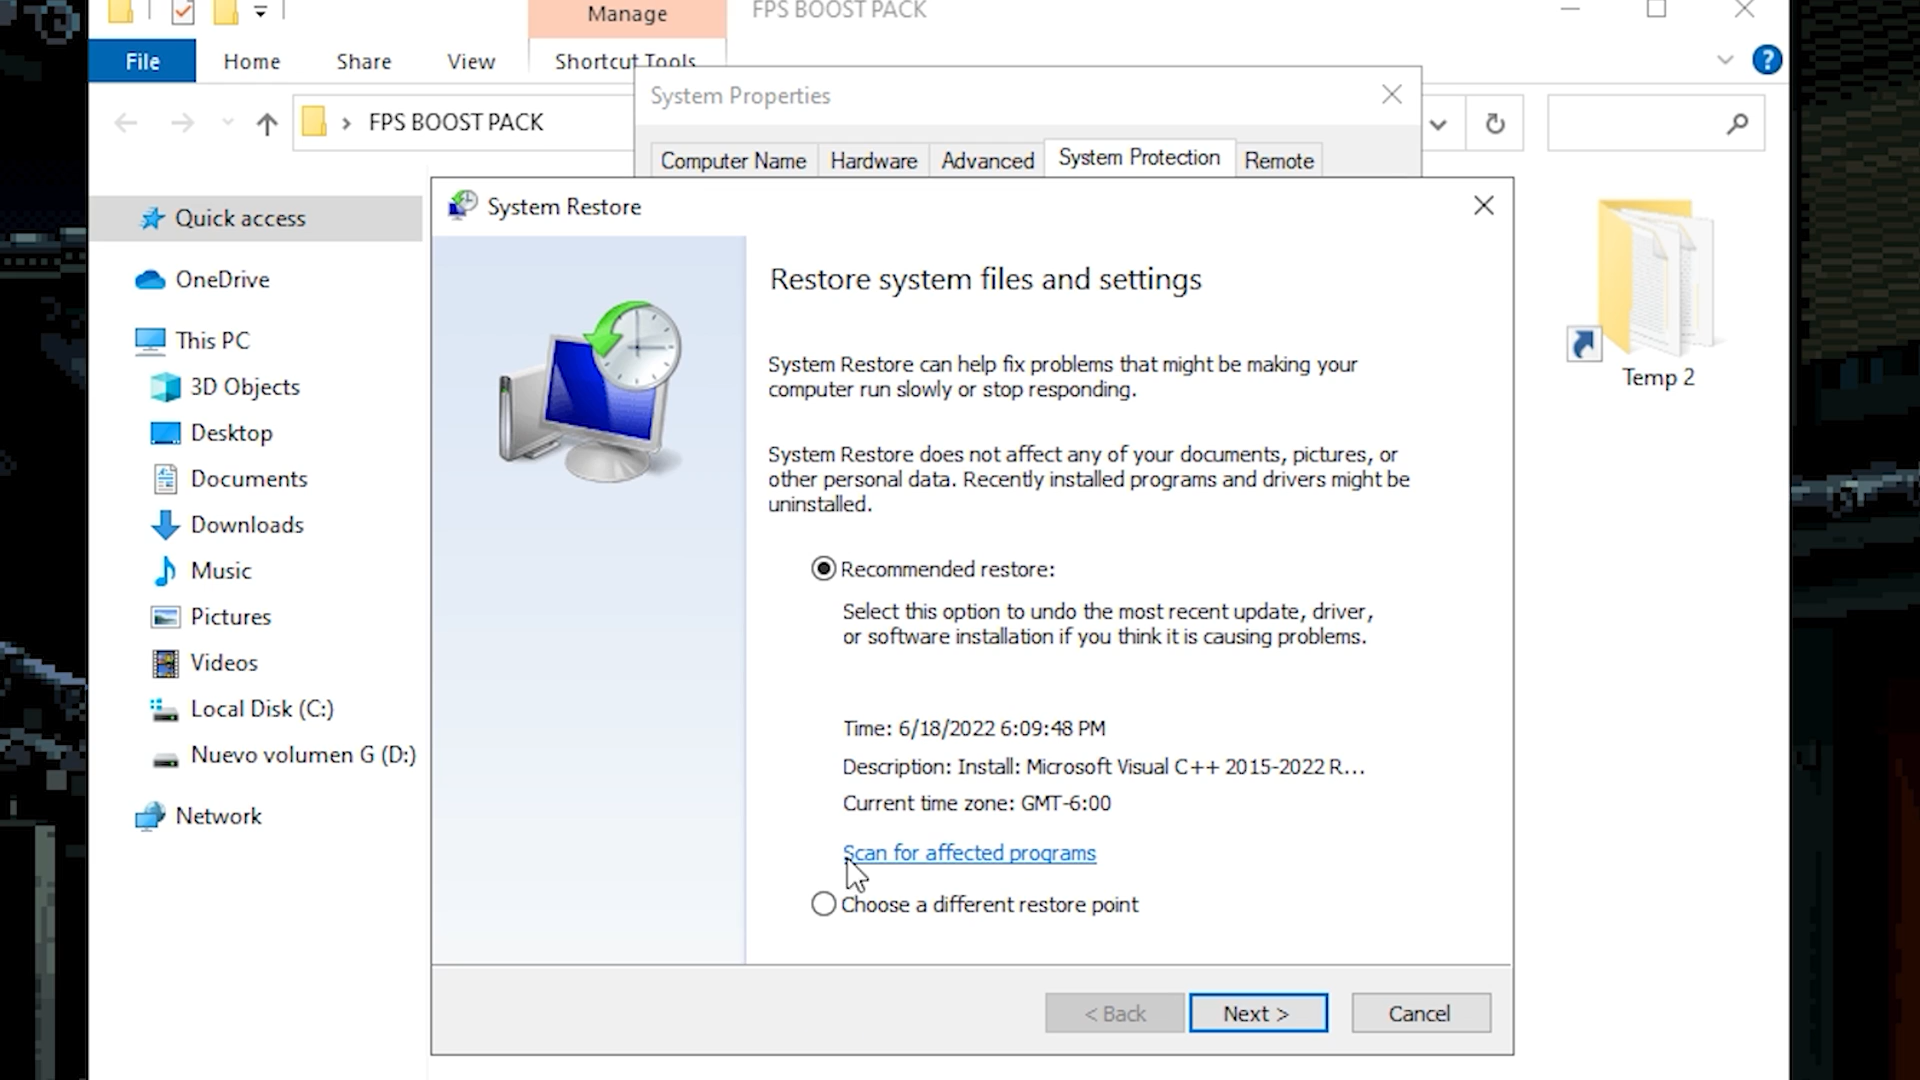 Manage
FPS BOOST PACK
File
Home
Share
View
Shortcut Tools
FPS BOOST PACK
System Properties
Computer Name
Hardware
Advanced
System Protection
Remote
Quick access
OneDrive
This PC
3D Objects
Desktop
Documents
Downloads
Music
Pictures
Videos
Local Disk (C:)
Nuevo volumen G (D:)
Network
System Restore
Restore system files and settings
System Restore can help fix problems that might be making your
computer run slowly or stop responding.
System Restore does not affect any of your documents, pictures, or
other personal data. Recently installed programs and drivers might be
uninstalled.
Recommended restore:
Select this option to undo the most recent update, driver,
or software installation if you think it is causing problems.
Time: 6/18/2022 6:09:48 PM
Description: Install: Microsoft Visual C++ 2015-2022 R...
Current time zone: GMT-6:00
Scan for affected programs
Choose a different restore point
< Back
Next >
Cancel
Temp 2